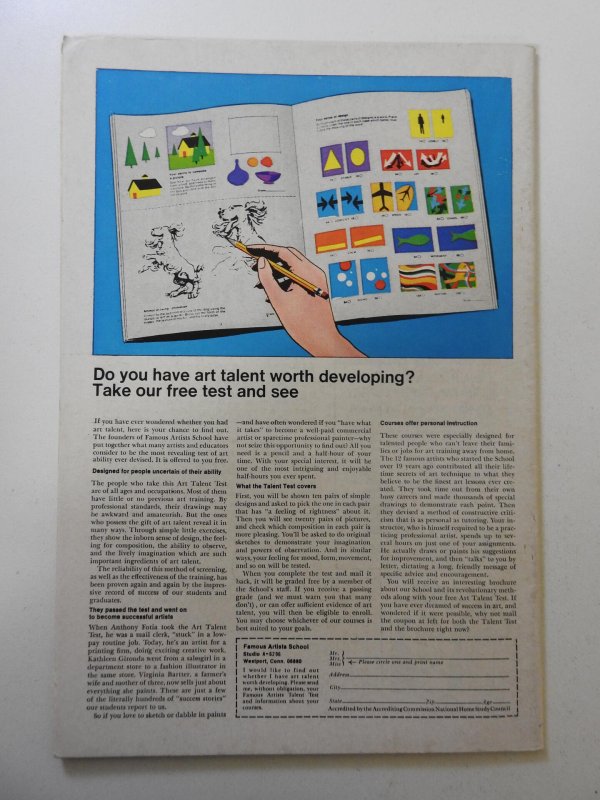 Do you have art talent worth developing?
Take our free test and see
If you have ever wondered whether you had
art talent, here is your chance to find out.
The founders of Famous Artists School have
put together what many artists and educators
consider to be the most revealing test of art
ability ever devised. It is offered to you free.
Designed for people uncertain of their ability
The people who take this Art Talent Test
are of all ages and occupations. Most of them
have little or no previous art training. By
professional standards, their drawings may
be awkward and amateurish. But the ones
who possess the gift of art talent reveal it in
many ways. Through simple little exercises,
they show the inborn sense of design, the feel-
ing for composition, the ability to observe,
and the lively imagination which are such
important ingredients of art talent.
The reliability of this method of screening,
as well as the effectiveness of the training, has
been proven again and again by the impres-
sive record of success of our students and
graduates.
They passed the test and went on
to become successful artists
When Anthony Fotia took the Art Talent
Test, he was a mail clerk, "stuck" in a low-
pay routine job. Today, he's an artist for a
printing firm, doing exciting creative work.
Kathleen Gironda went from a salesgirl in a
department store to a fashion illustrator in
the same store. Virginia Bartter, a farmer's
wife and mother of three, now sells just about
everything she paints. These are just a few
of the literally hundreds of "success stories"
our students report to us.
So if you love to sketch or dabble in paints
—and have often wondered if you "have what
it takes" to become a well-paid commercial
artist or sparetime professional painter—why
not seize this opportunity to find out? All you
need is a pencil and a half-hour of your
time. With your special interest, it will be
one of the most intriguing and enjoyable
half-hours you ever spent.
What the Talent Test covers
First, you will be shown ten pairs of simple
designs and asked to pick the one in each pair
that has "a feeling of rightness" about it.
Then you will see twenty pairs of pictures,
and check which composition in each pair is
more pleasing. You'll be asked to do original
sketches to demonstrate your imagination
and powers of observation. And in similar
ways, your feeling for mood, form, movement,
and so on will be tested.
When you complete the test and mail it
back, it will be graded free by a member of
the School's staff. If you receive a passing
grade (and we must warn you that many
don't), or can offer sufficient evidence of art
talent, you will then be eligible to enroll.
You may choose whichever of our courses is
best suited to your goals.
Courses offer personal instruction
These courses were especially designed for
talented people who can't leave their fami-
lies or jobs for art training away from home.
The 12 famous artists who started the School
over 19 years ago contributed all their life-
time secrets of art technique to what they
believe to be the finest art lessons ever cre-
ated. They took time out from their own
busy careers and made thousands of special
drawings to demonstrate each point. Then
they devised a method of constructive criti-
cism that is as personal as tutoring. Your in-
structor, who is himself required to be a prac-
ticing professional artist, spends up to sev-
eral hours on just one of your assignments.
He actually draws or paints his suggestions
for improvement, and then "talks" to you by
letter, dictating a long, friendly message of
specific advice and encouragement.
You will receive an interesting brochure
about our School and its revolutionary meth-
ods along with your free Art Talent Test. If
you have ever dreamed of success in art, and
wondered if it were possible, why not mail
the coupon at left for both the Talent Test
and the brochure right now?
Famous Artists School
Westport, Conn. 06880
I would like to find out
whether I have art talent
worth developing. Please send
me, without obligation, your
Famous Artists Talent Test
and information about your
courses.
Mr.
Mrs.
Miss
Please circle one and print name
Address
City
State Zip Age
Accredited by the Accrediting Commission National Home Study Council